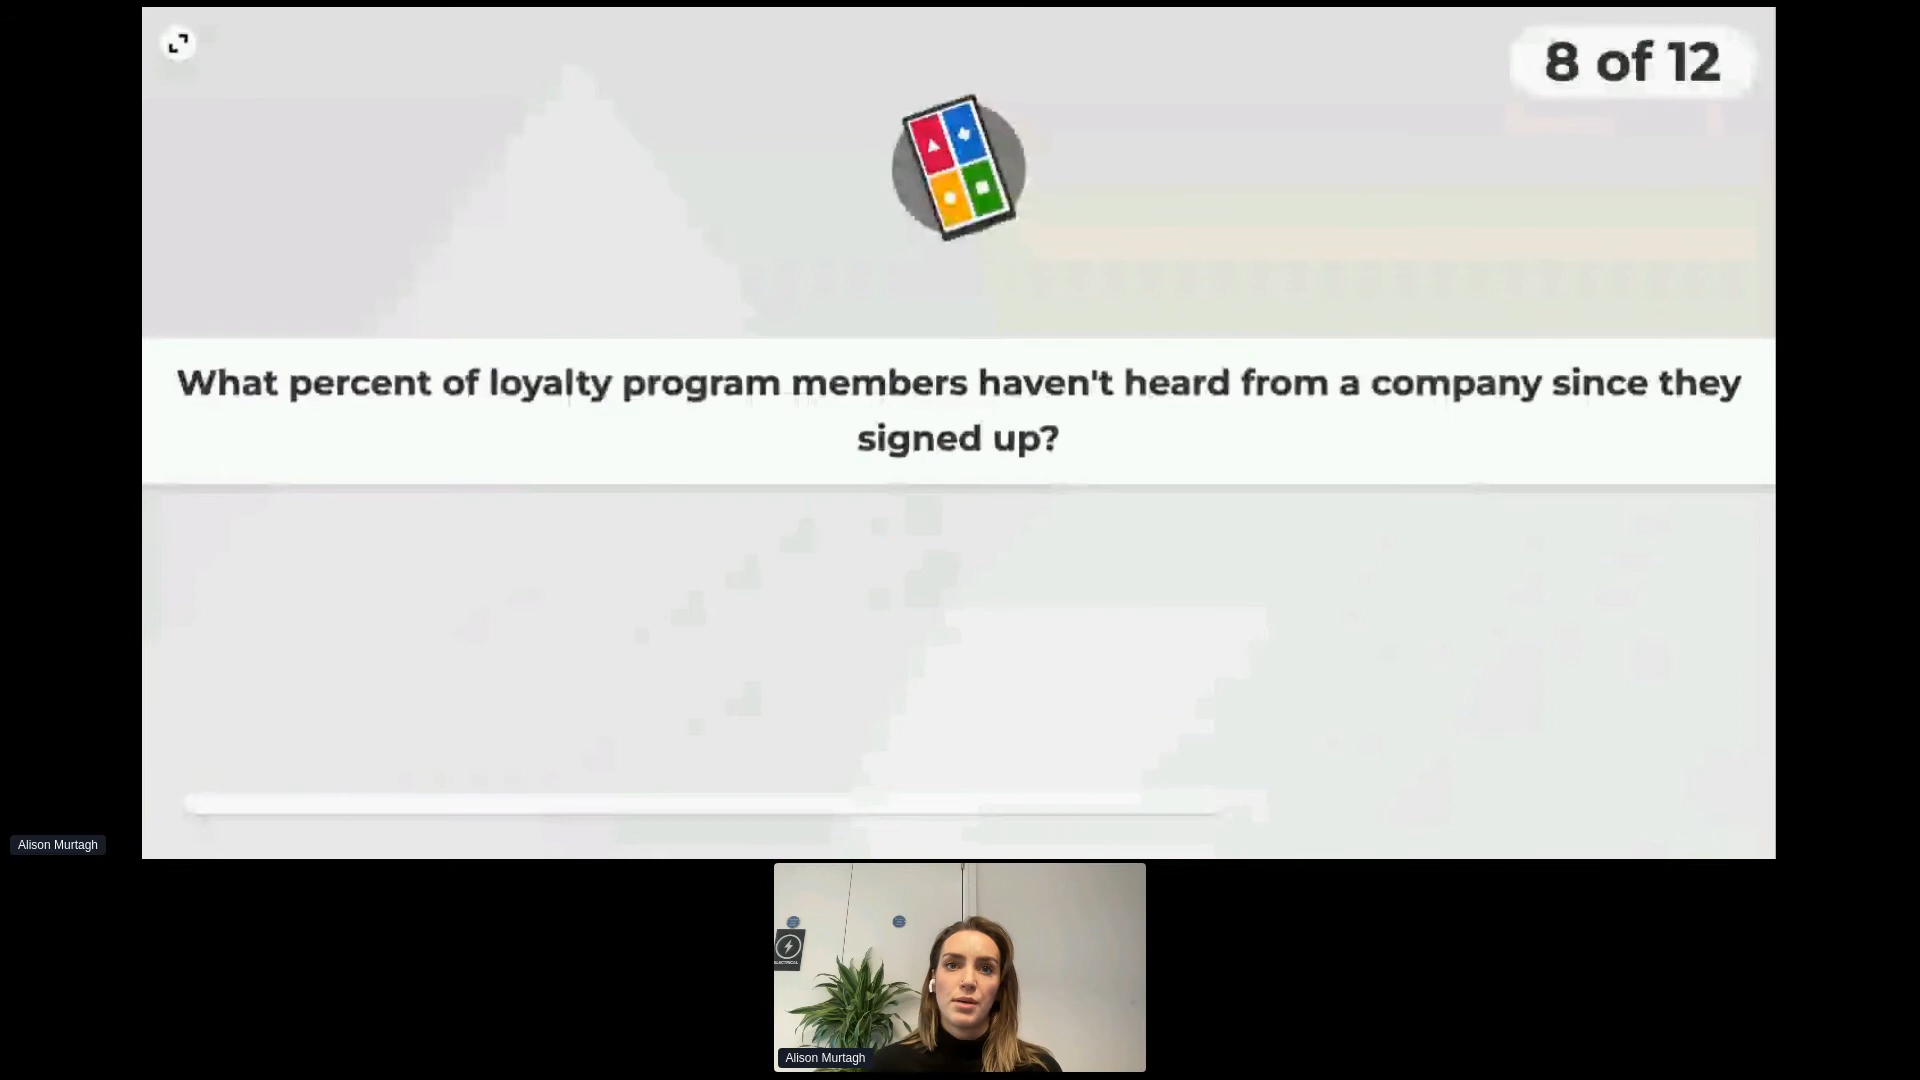 8 of 12
What percent of loyalty program members haven't heard from a company since they
signed up?
Alison Murtagh
ELECTRICAL
Alison Murtagh